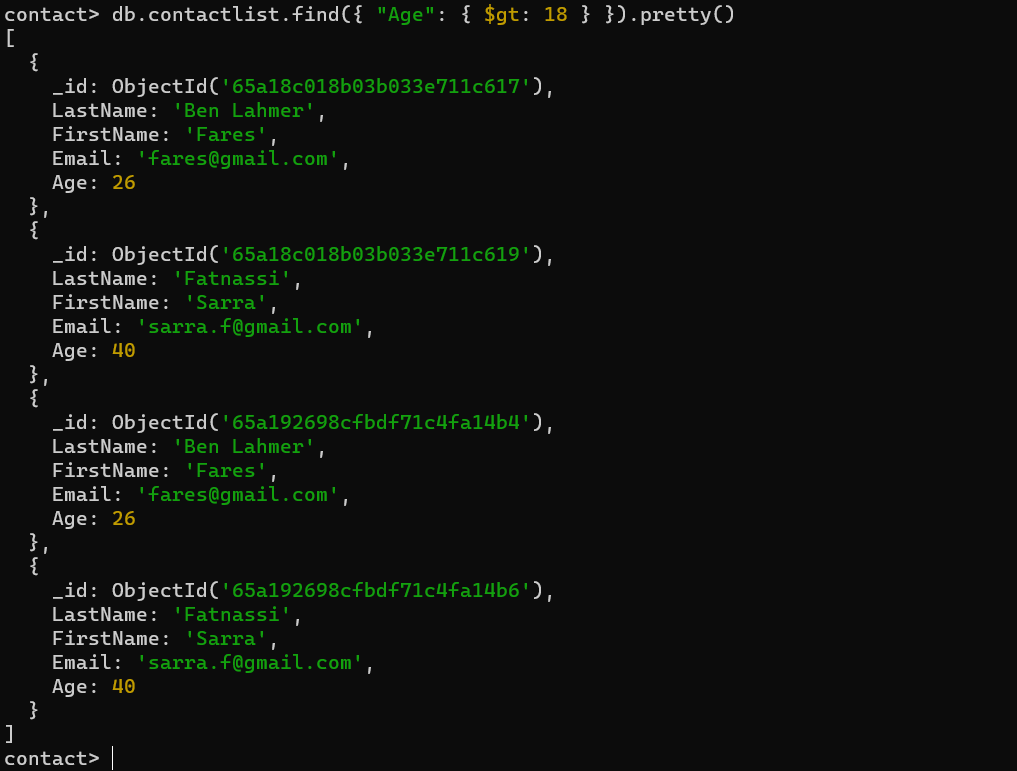 contact> db.contactlist.find({ "Age": { $gt: 18 } }).pretty()
[
  {
    _id: ObjectId('65a18c018b03b033e711c617'),
    LastName: 'Ben Lahmer',
    FirstName: 'Fares',
    Email: 'fares@gmail.com',
    Age: 26
  },
  {
    _id: ObjectId('65a18c018b03b033e711c619'),
    LastName: 'Fatnassi',
    FirstName: 'Sarra',
    Email: 'sarra.f@gmail.com',
    Age: 40
  },
  {
    _id: ObjectId('65a192698cfbdf71c4fa14b4'),
    LastName: 'Ben Lahmer',
    FirstName: 'Fares',
    Email: 'fares@gmail.com',
    Age: 26
  },
  {
    _id: ObjectId('65a192698cfbdf71c4fa14b6'),
    LastName: 'Fatnassi',
    FirstName: 'Sarra',
    Email: 'sarra.f@gmail.com',
    Age: 40
  }
]
contact>